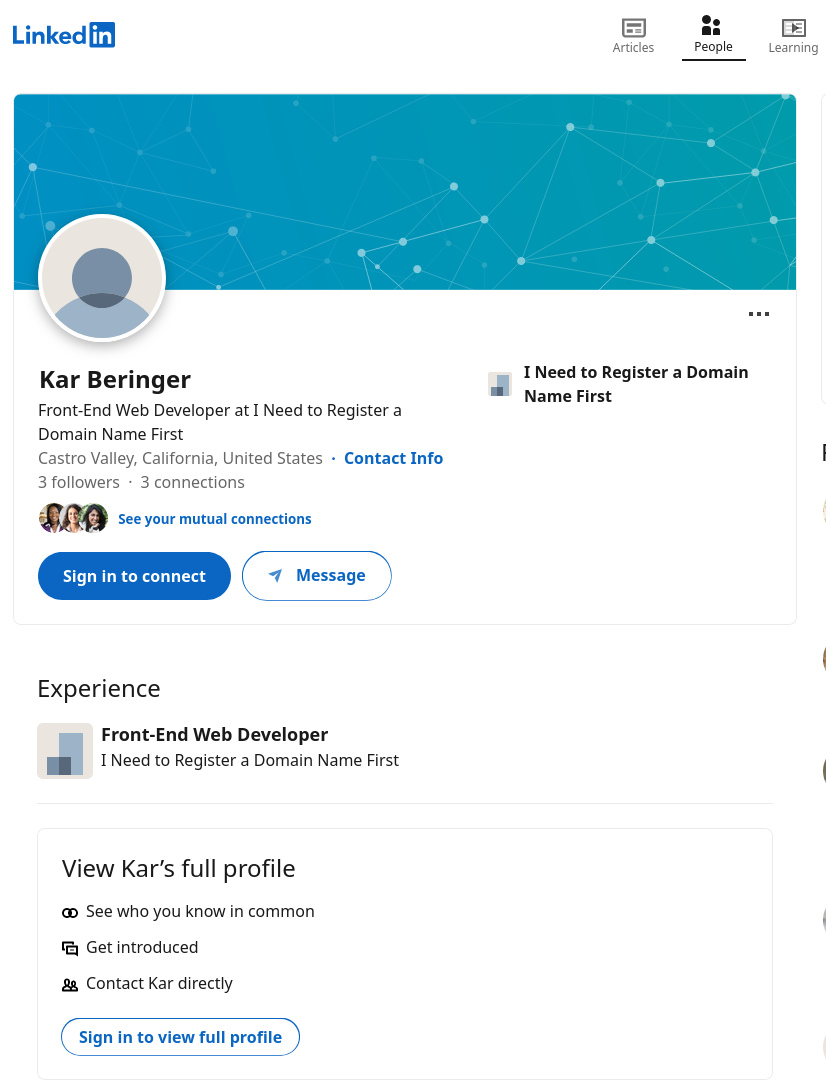 Linked in
Articles
People
Learning
Kar Beringer
Front-End Web Developer at I Need to Register a
Domain Name First
Castro Valley, California, United States · Contact Info
3 followers · 3 connections
See your mutual connections
Sign in to connect
Message
I Need to Register a Domain
Name First
Experience
Front-End Web Developer
I Need to Register a Domain Name First
View Kar’s full profile
See who you know in common
Get introduced
Contact Kar directly
Sign in to view full profile